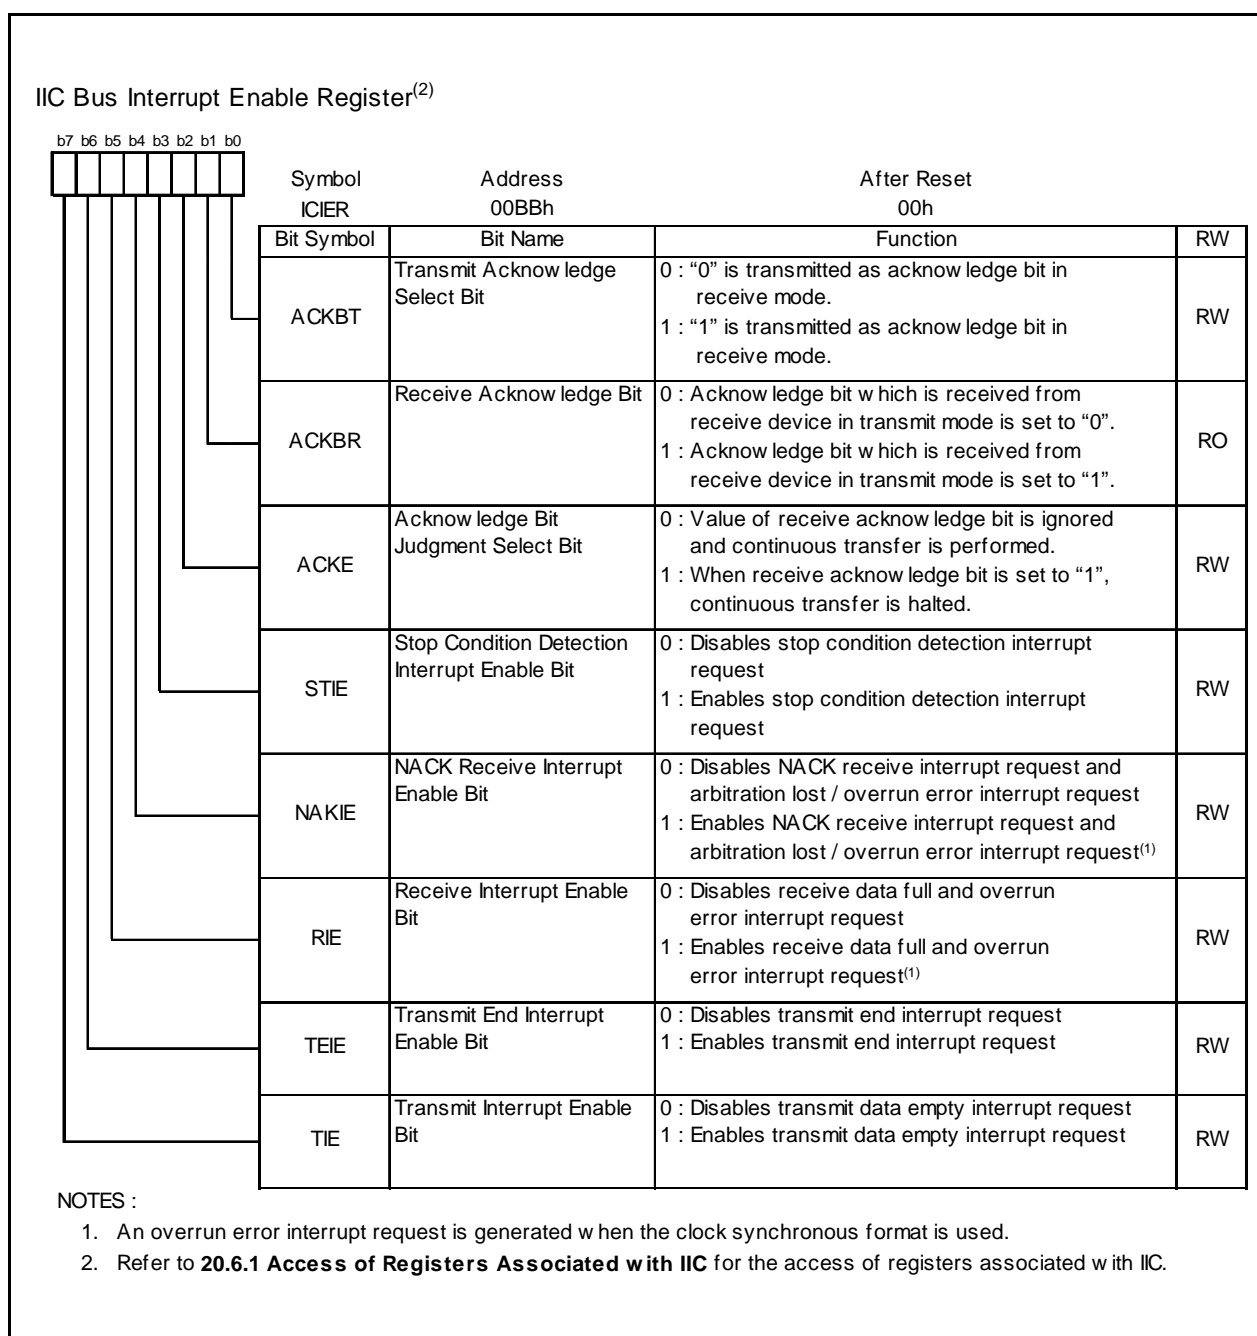 IIC Bus Interrupt Enable Register(2)
b7 b6 b5 b4 b3 b2 b1 b0
Symbol Address After Reset
ICIER 00BBh 00h
Bit Symbol Bit Name Function RW
ACKBT
Transmit Acknowledge
Select Bit
0 : “0” is transmitted as acknowledge bit in
receive mode.
1 : “1” is transmitted as acknowledge bit in
receive mode.
RW
ACKBR
Receive Acknowledge Bit
0 : Acknowledge bit which is received from
receive device in transmit mode is set to “0”.
1 : Acknowledge bit which is received from
receive device in transmit mode is set to “1”.
RO
ACKE
Acknowledge Bit
Judgment Select Bit
0 : Value of receive acknowledge bit is ignored
and continuous transfer is performed.
1 : When receive acknowledge bit is set to “1”,
continuous transfer is halted.
RW
STIE
Stop Condition Detection
Interrupt Enable Bit
0 : Disables stop condition detection interrupt
request
1 : Enables stop condition detection interrupt
request
RW
NAKIE
NACK Receive Interrupt
Enable Bit
0 : Disables NACK receive interrupt request and
arbitration lost / overrun error interrupt request
1 : Enables NACK receive interrupt request and
arbitration lost / overrun error interrupt request(1)
RW
RIE
Receive Interrupt Enable
Bit
0 : Disables receive data full and overrun
error interrupt request
1 : Enables receive data full and overrun
error interrupt request(1)
RW
TEIE
Transmit End Interrupt
Enable Bit
0 : Disables transmit end interrupt request
1 : Enables transmit end interrupt request
RW
TIE
Transmit Interrupt Enable
Bit
0 : Disables transmit data empty interrupt request
1 : Enables transmit data empty interrupt request
RW
NOTES :
1. An overrun error interrupt request is generated when the clock synchronous format is used.
2. Refer to 20.6.1 Access of Registers Associated with IIC for the access of registers associated with IIC.